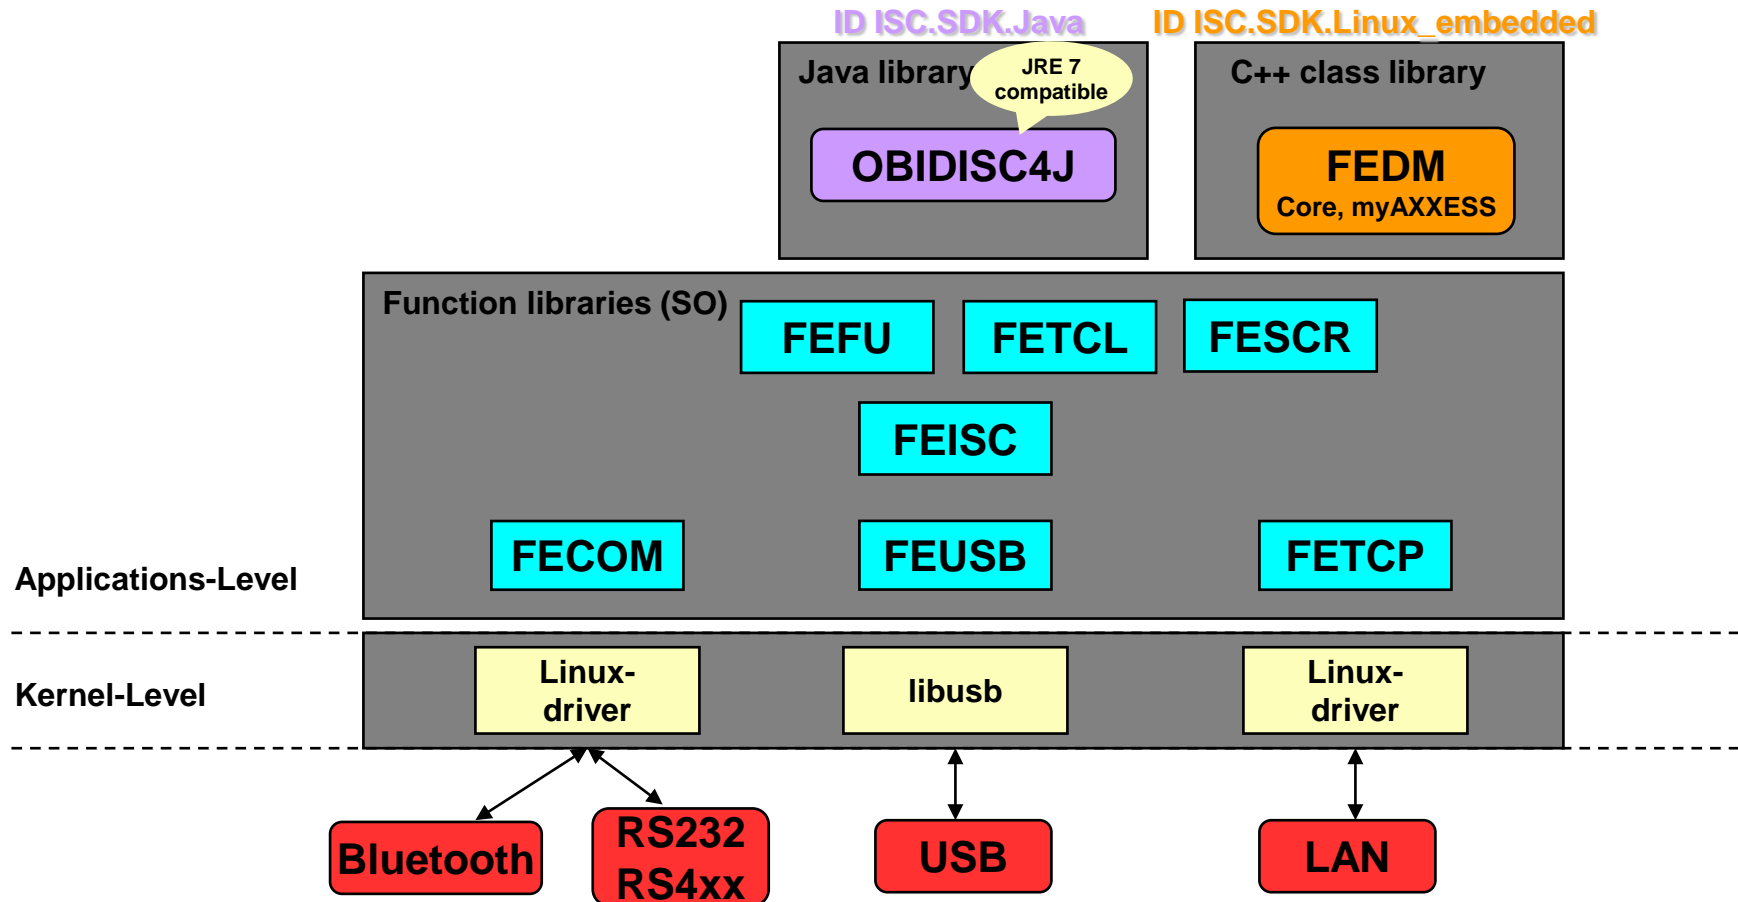 ID ISC.SDK.Java
ID ISC.SDK.Linux_embedded
Java library
JRE 7
compatible
OBIDISC4J
C++ class library
FEDM
Core, myAXXESS
Function libraries (SO)
FEFU
FETCL
FESCR
FEISC
FECOM
FEUSB
FETCP
Applications-Level
Kernel-Level
Linux-
driver
libusb
Linux-
driver
Bluetooth
RS232
RS4xx
USB
LAN